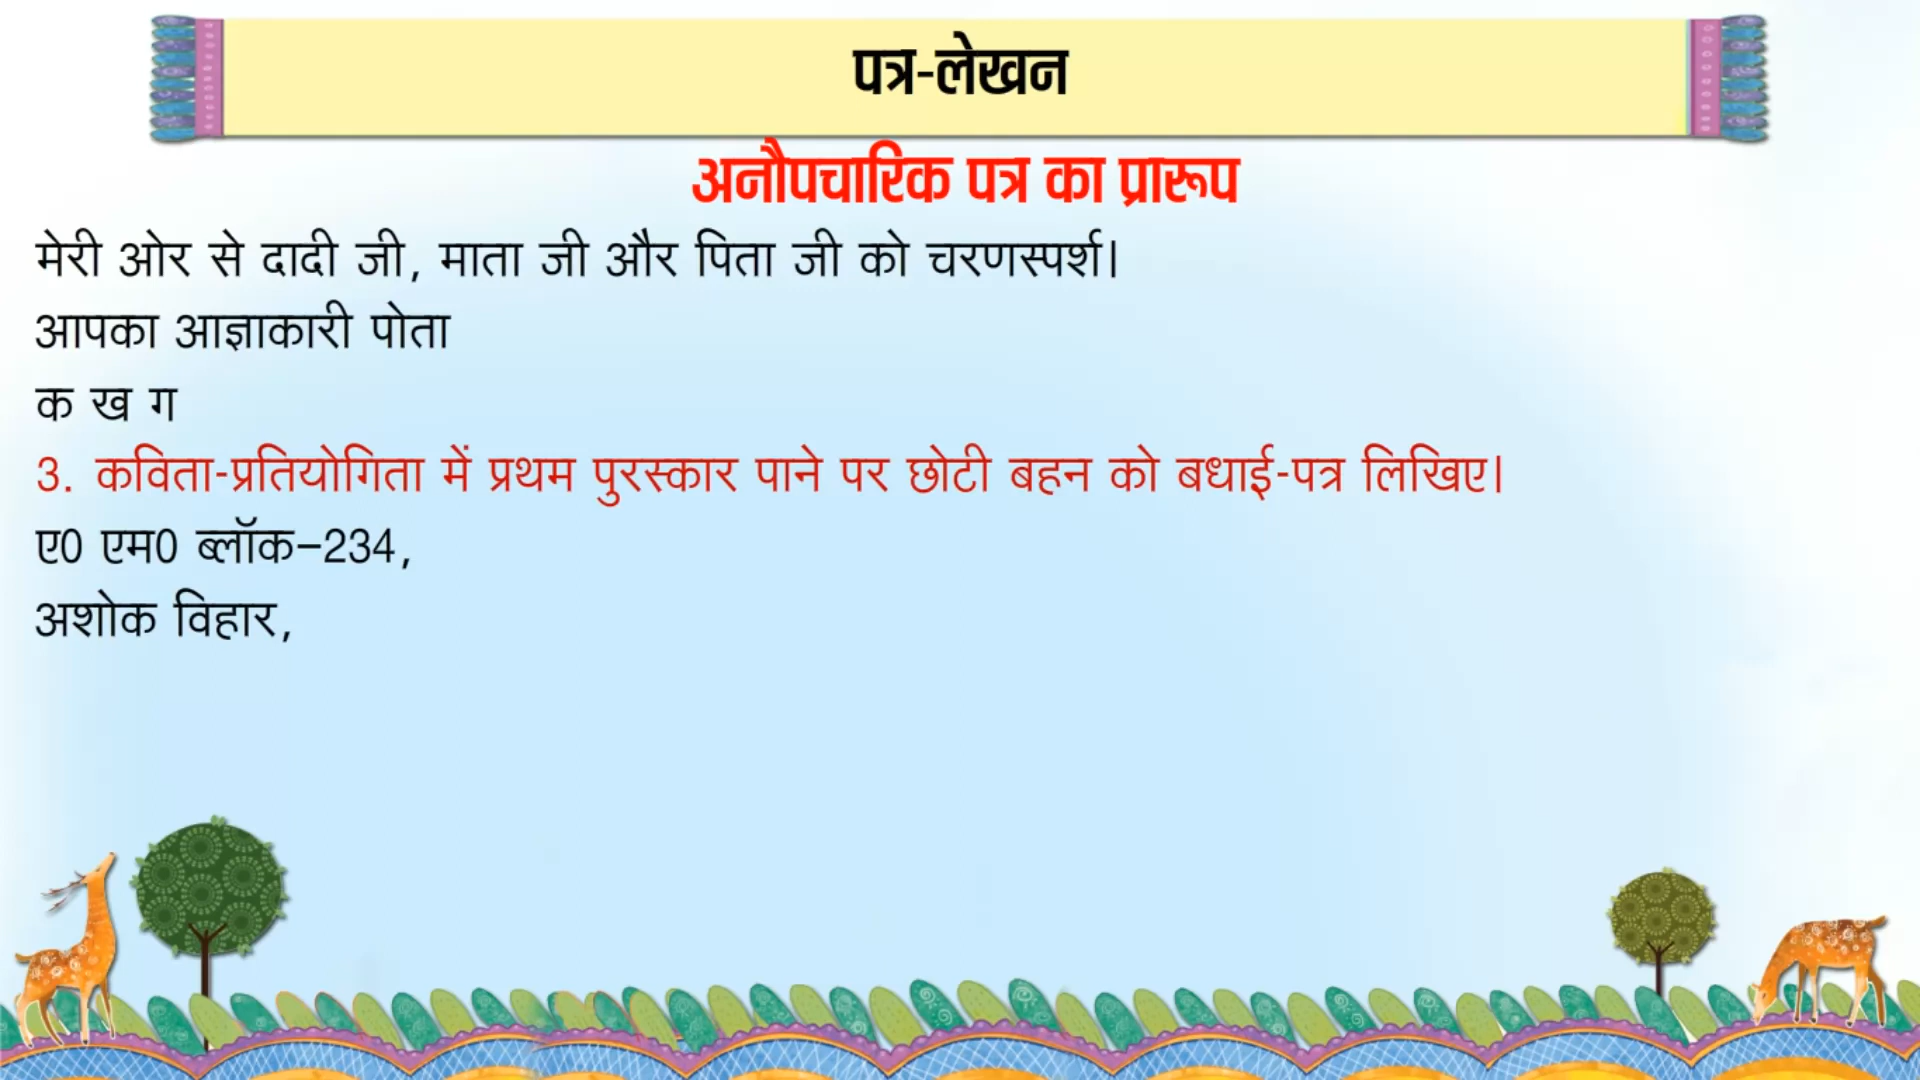 पत्र-लेखन
अनौपचारिक पत्र का प्रारूप
मेरी ओर से दादी जी, माता जी और पिता जी को चरणस्पर्श।
आपका आज्ञाकारी पोता
क ख ग
3. कविता-प्रतियोगिता में प्रथम पुरस्कार पाने पर छोटी बहन को बधाई-पत्र लिखिए।
ए0 एम0 ब्लॉक–234,
अशोक विहार,